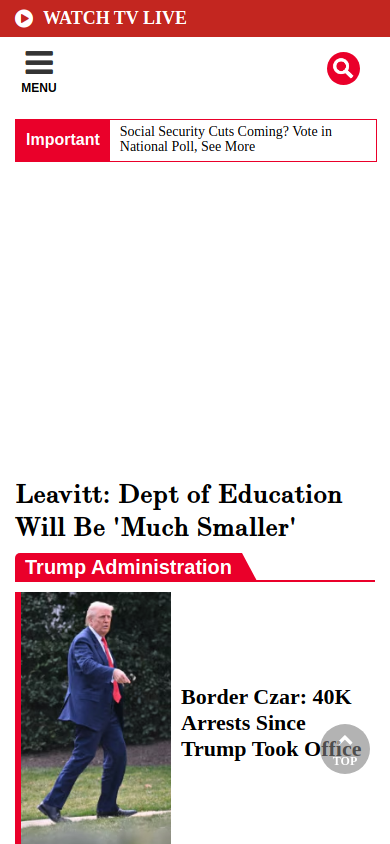 WATCH TV LIVE
MENU
Important
Social Security Cuts Coming? Vote in
National Poll, See More
Leavitt: Dept of Education
Will Be 'Much Smaller'
Trump Administration
Border Czar: 40K
Arrests Since
Trump Took Office
TOP